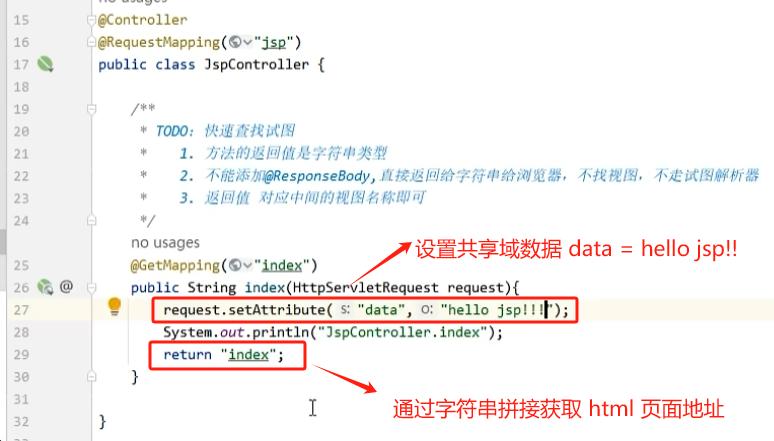 no usages
15 @Controller
16 @RequestMapping("jsp")
17 public class JspController {
18
19 /**
20 * TODO: 快速查找试图
21 * 1. 方法的返回值是字符串类型
22 * 2. 不能添加@ResponseBody,直接返回给字符串给浏览器，不找视图，不走试图解析器
23 * 3. 返回值 对应中间的视图名称即可
24 */
no usages
设置共享域数据 data = hello jsp!!
25 @GetMapping("index")
26 @ public String index(HttpServletRequest request){
27 request.setAttribute( s: "data", o: "hello jsp!!!");
28 System.out.println("JspController.index");
29 return "index";
30 }
31
通过字符串拼接获取 html 页面地址
32 }